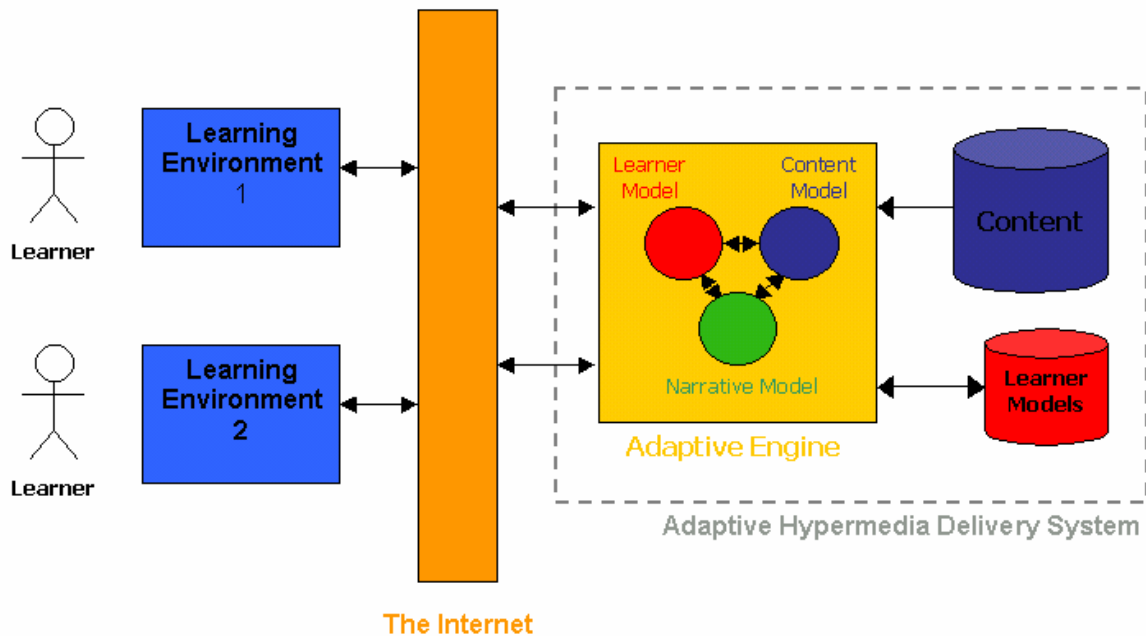 Learner
Learning
Environment
1
Learner
Learning
Environment
2
The Internet
Learner
Model
Content
Model
Narrative Model
Adaptive Engine
Content
Learner
Models
Adaptive Hypermedia Delivery System